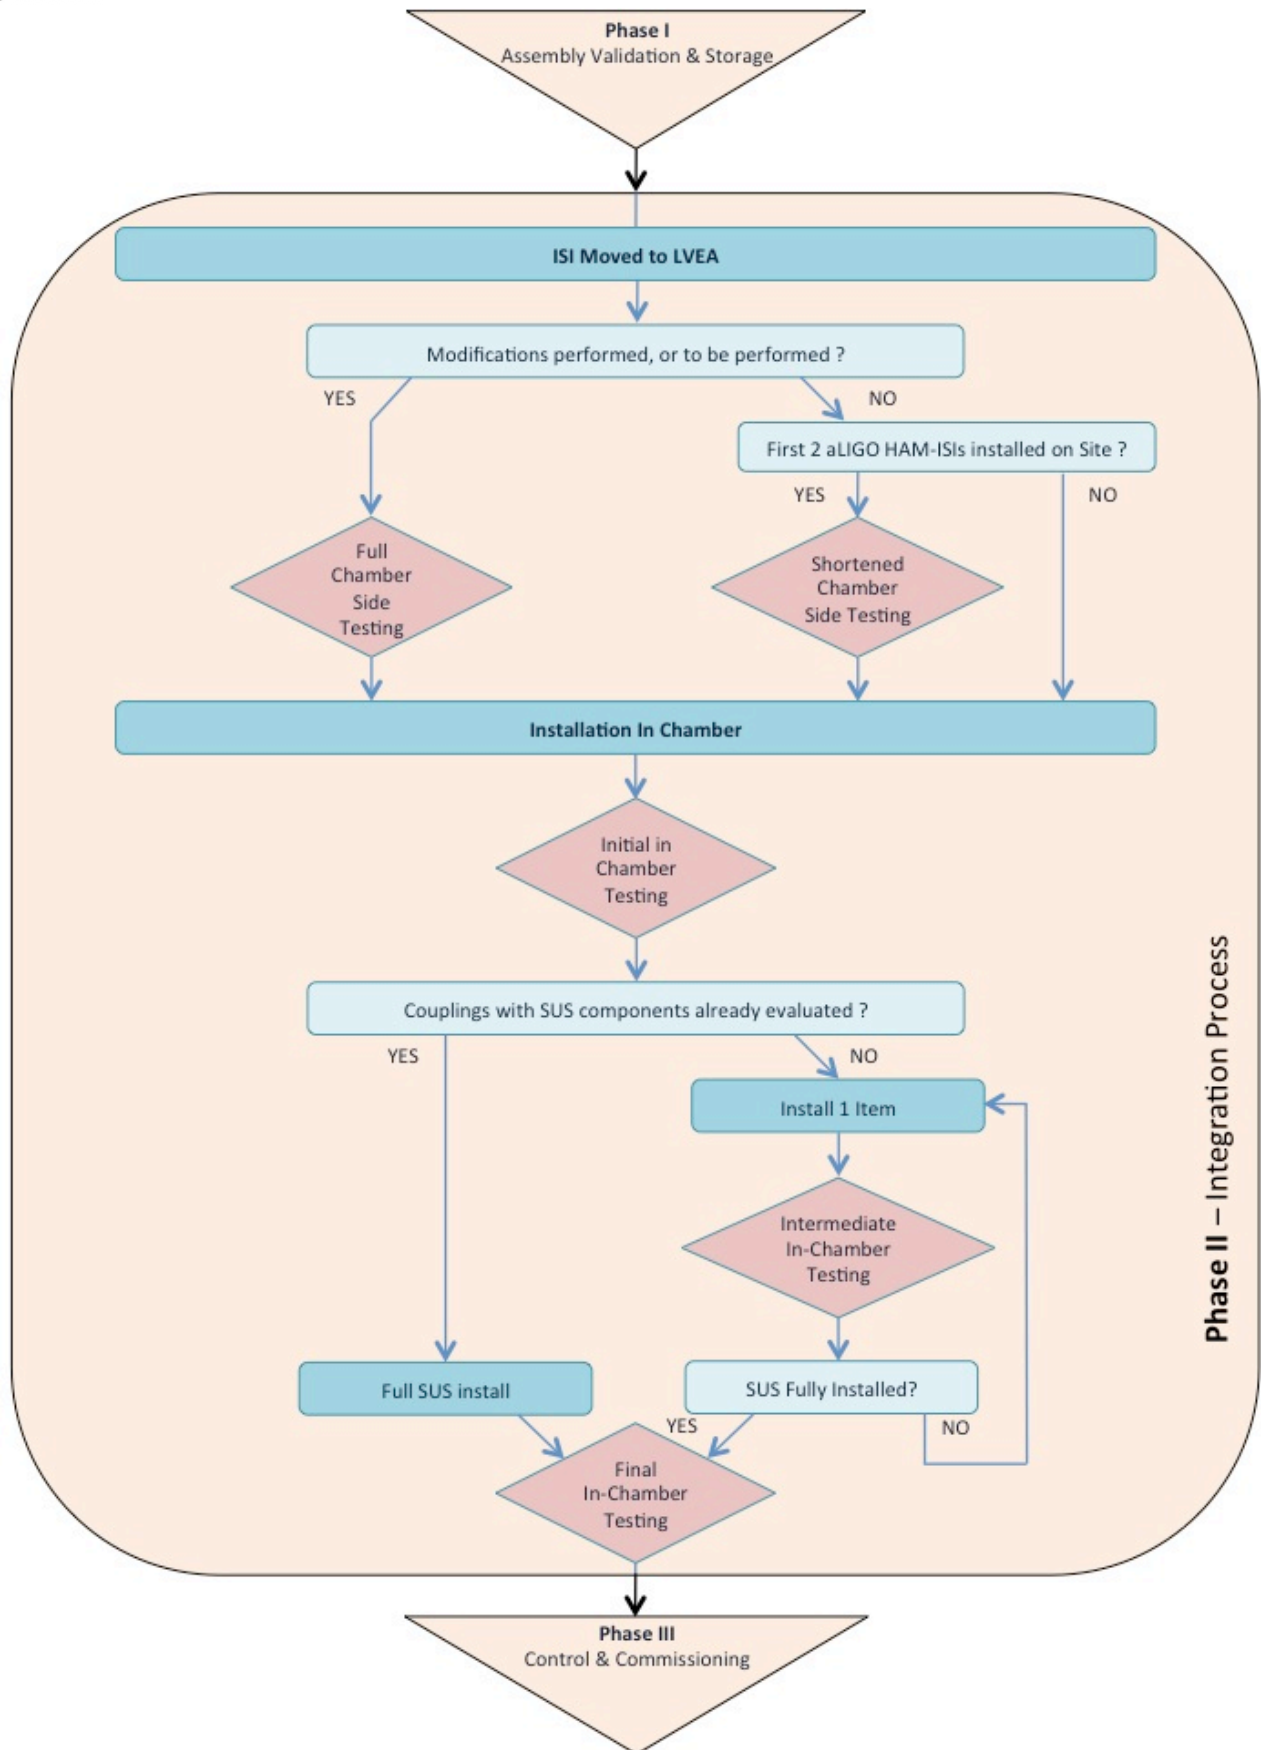 Phase I
Assembly Validation & Storage
ISI Moved to LVEA
Modifications performed, or to be performed ?
YES
NO
First 2 aLIGO HAM-ISIs installed on Site ?
YES
NO
Full
Chamber
Side
Testing
Shortened
Chamber
Side Testing
Installation In Chamber
Initial in
Chamber
Testing
Couplings with SUS components already evaluated ?
YES
NO
Install 1 Item
Intermediate
In-Chamber
Testing
Full SUS install
SUS Fully Installed?
YES
NO
Final
In-Chamber
Testing
Phase II – Integration Process
Phase III
Control & Commissioning